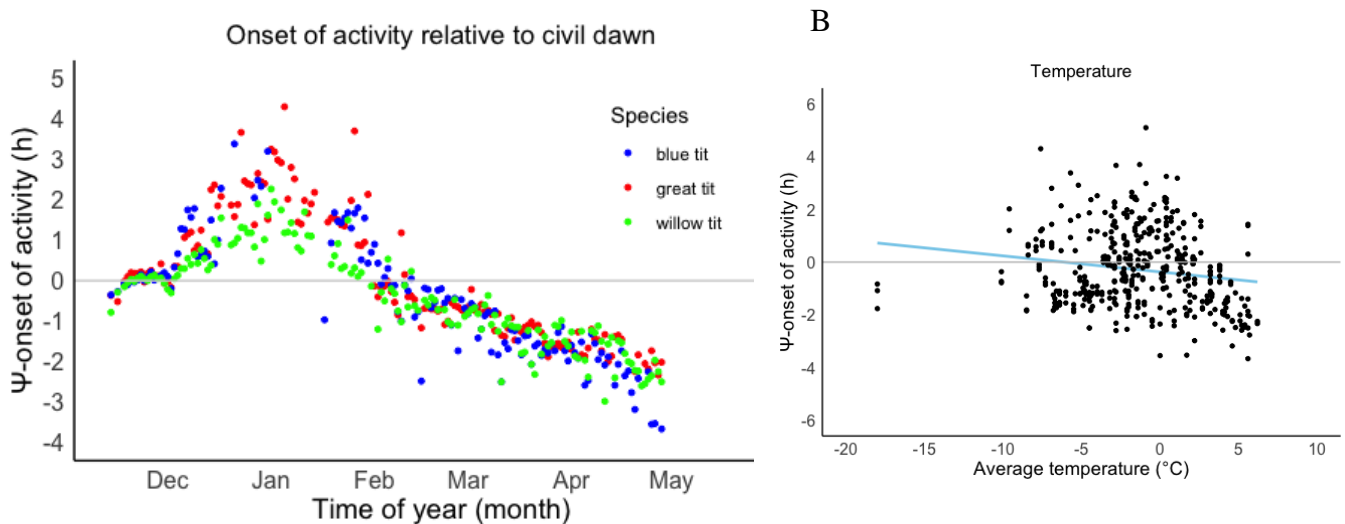 Onset of activity relative to civil dawn
Ψ-onset of activity (h)
5
4
3
2
1
0
-1
-2
-3
-4
Species
blue tit
great tit
willow tit
Dec Jan Feb Mar Apr May
Time of year (month)
B
Temperature
Ψ-onset of activity (h)
6
4
2
0
-2
-4
-6
-20 -15 -10 -5 0 5 10
Average temperature (°C)